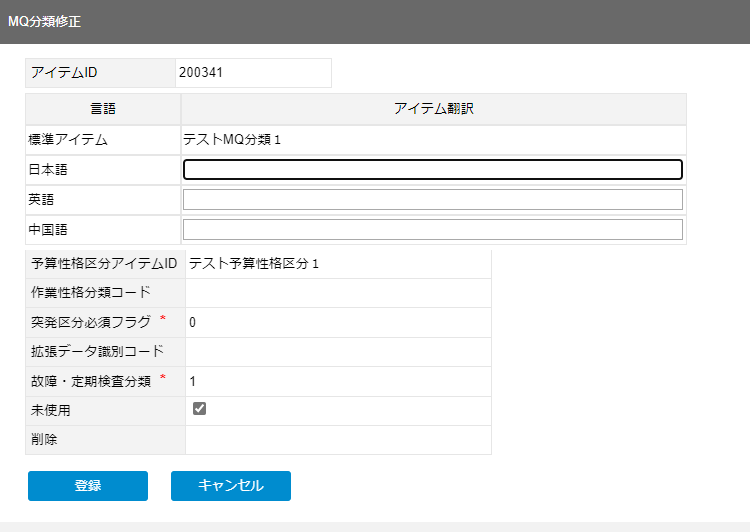 MQ分類修正
アイテムID 200341
言語 アイテム翻訳
標準アイテム テストMQ分類１
日本語
英語
中国語
予算性格区分アイテムID テスト予算性格区分１
作業性格分類コード
突発区分必須フラグ * 0
拡張データ識別コード
故障・定期検査分類 * 1
未使用
削除
登録 キャンセル